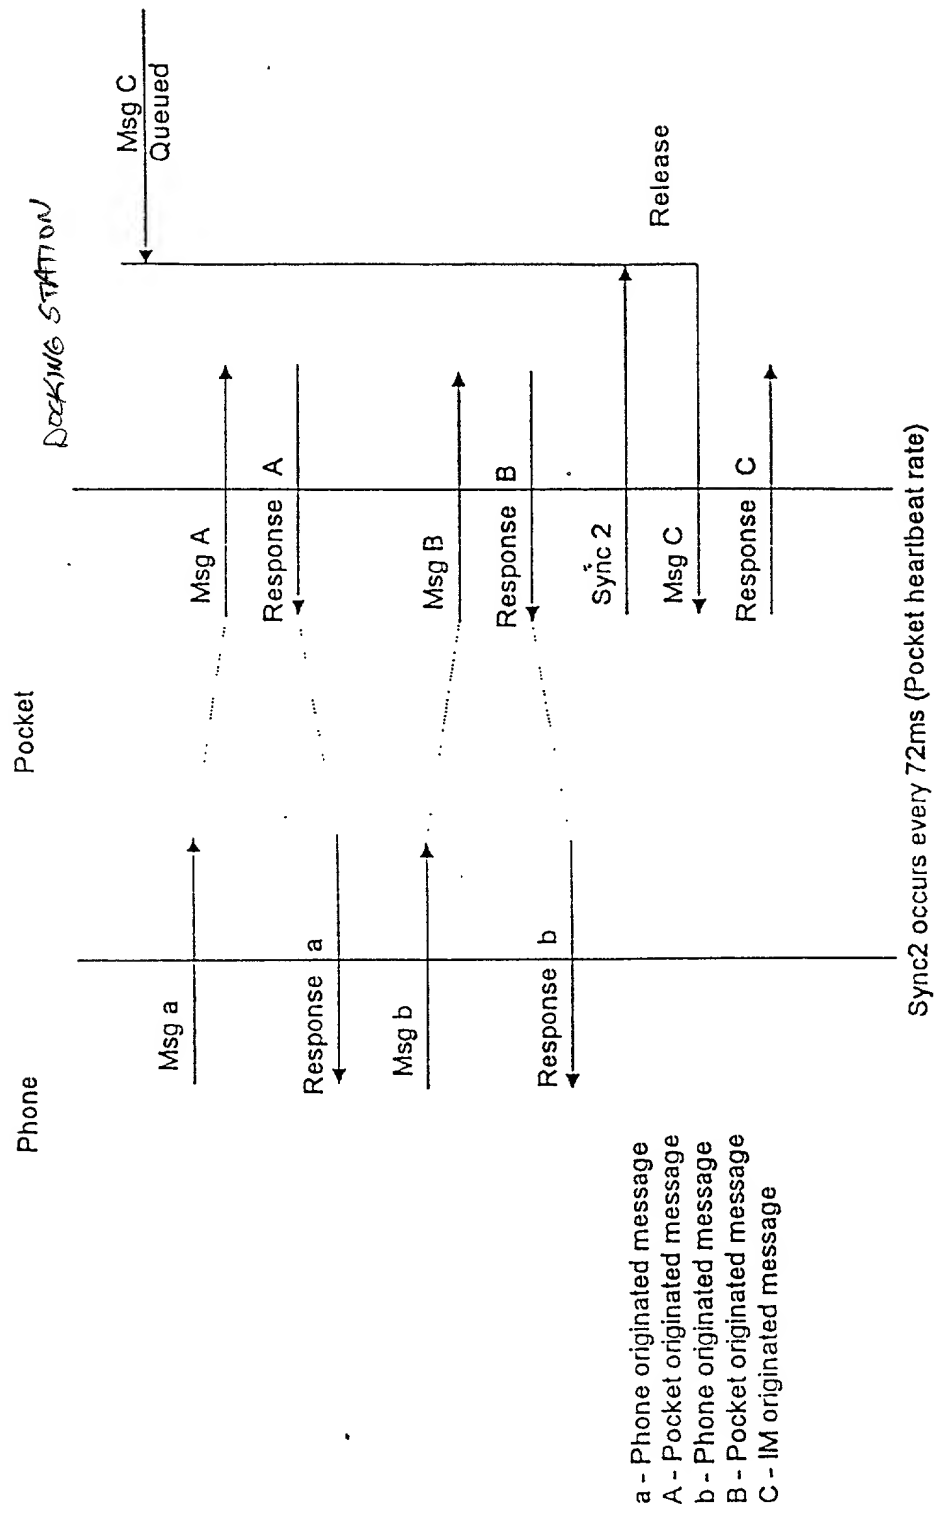 Phone
Pocket
DOCKING STATION
Msg C
Queued
Msg a
Msg A
Response a
Response A
Msg b
Msg B
Response b
Response B
Sync 2
Release
Msg C
Response C
a - Phone originated message
A - Pocket originated message
b - Phone originated message
B - Pocket originated message
C - IM originated message
Sync2 occurs every 72ms (Pocket heartbeat rate)